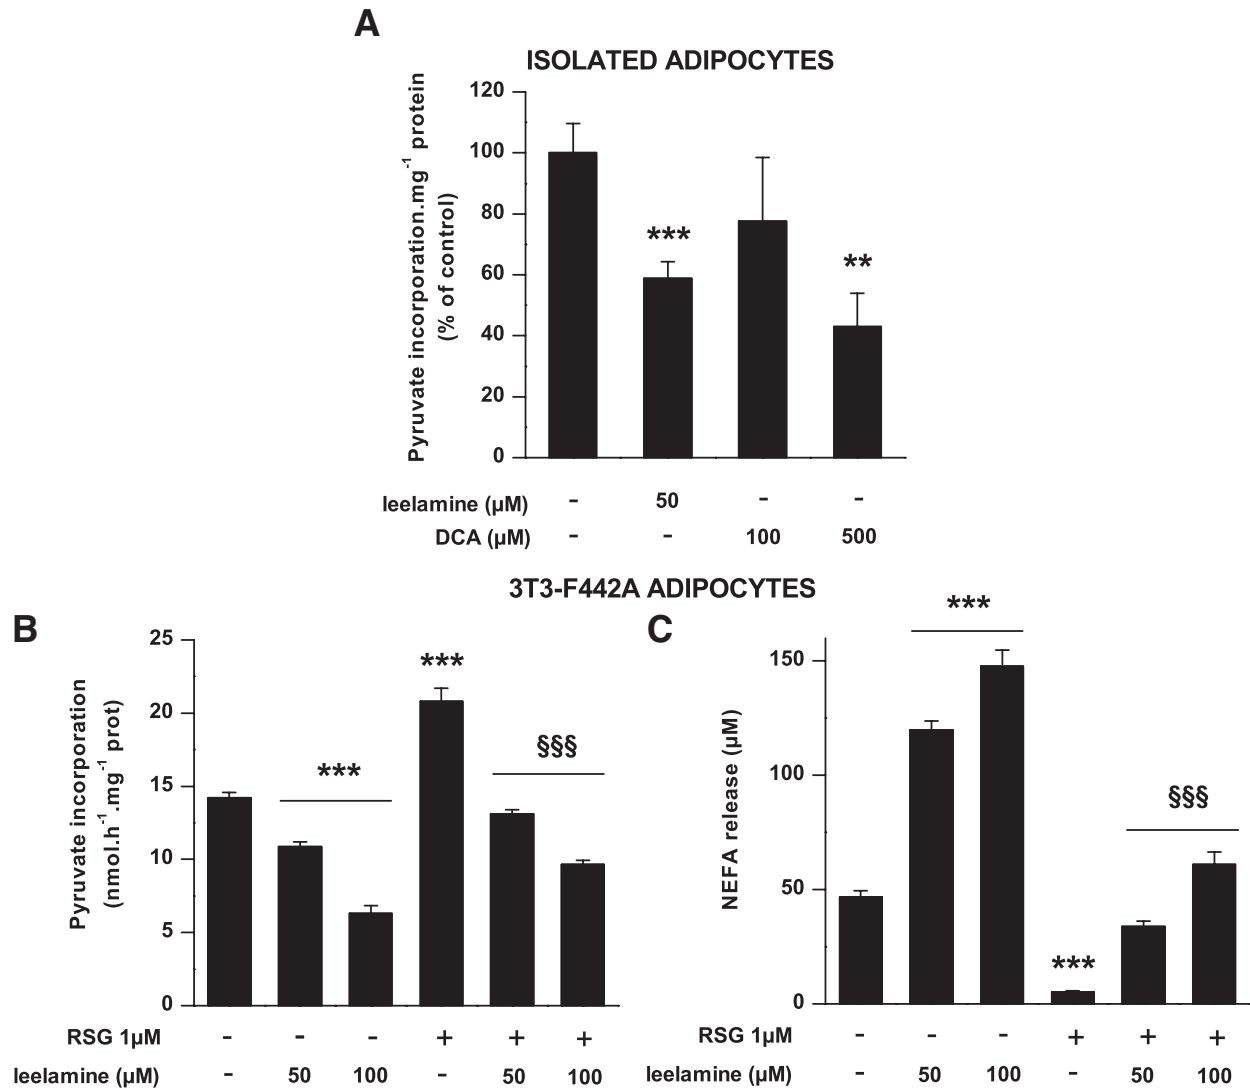 A
ISOLATED ADIPOCYTES
Pyruvate incorporation.mg⁻¹ protein
(% of control)
120
100
80
60
40
20
0
***
**
leelamine (µM) - 50 - -
DCA (µM) - - 100 500
3T3-F442A ADIPOCYTES
B
Pyruvate incorporation
(nmol.h⁻¹.mg⁻¹ prot)
25
20
15
10
5
0
***
***
§§§
RSG 1µM - - - + + +
leelamine (µM) - 50 100 - 50 100
C
NEFA release (µM)
150
100
50
0
***
***
§§§
RSG 1µM - - - + + +
leelamine (µM) - 50 100 - 50 100